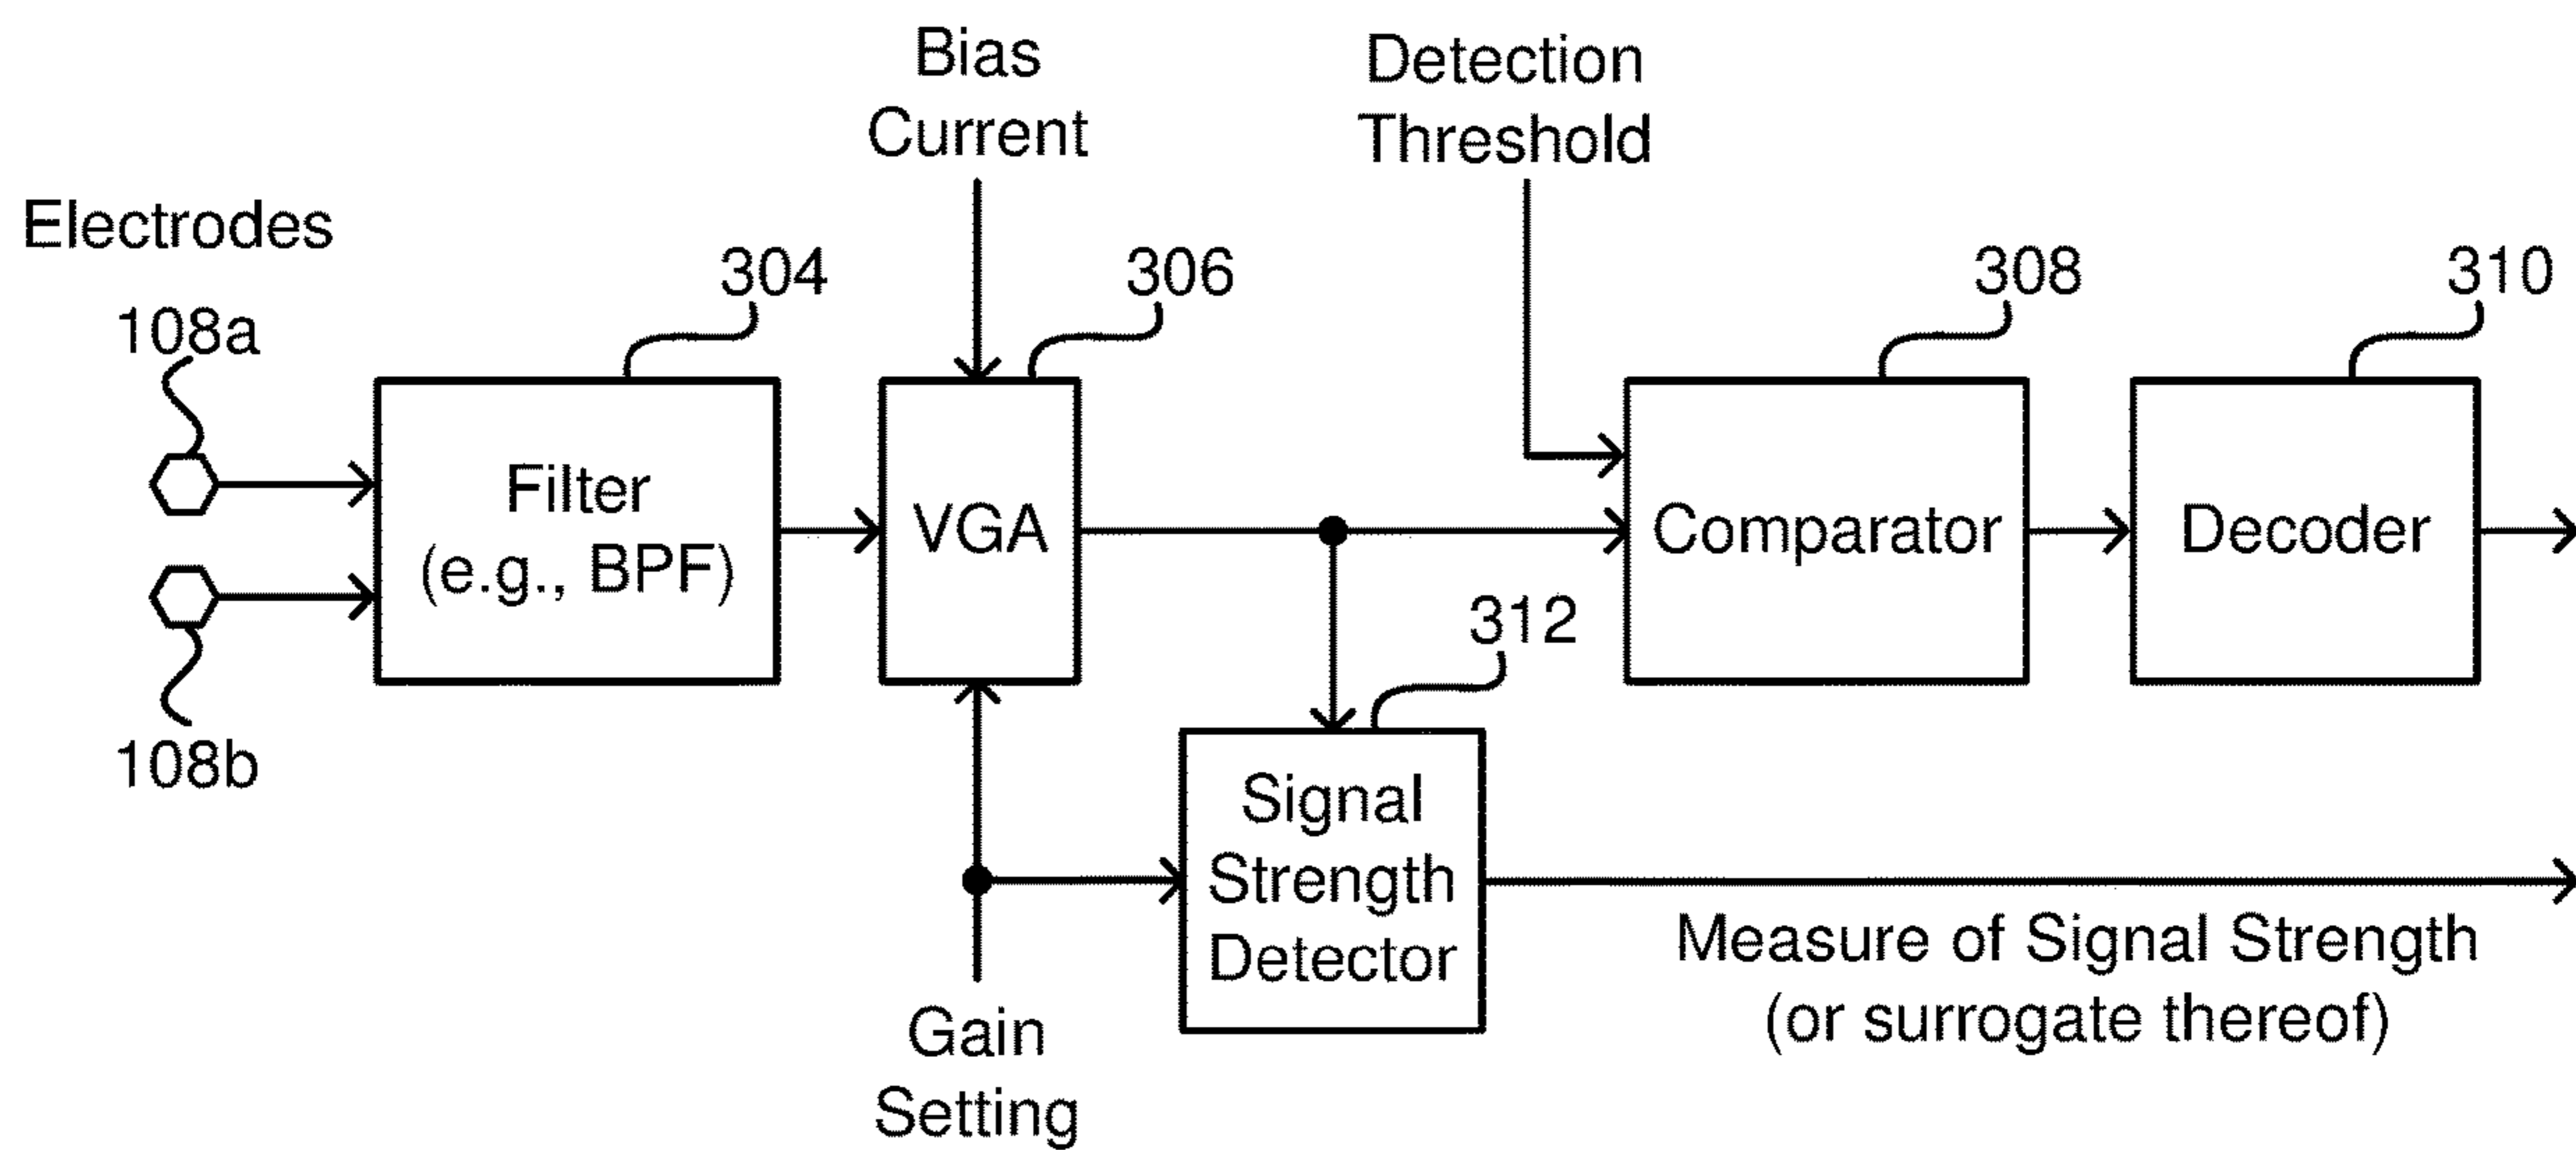 Bias
Current
Detection
Threshold
Electrodes
304
306
308
310
108a
Filter
(e.g., BPF)
VGA
Comparator
Decoder
312
108b
Signal
Strength
Detector
Measure of Signal Strength
(or surrogate thereof)
Gain
Setting